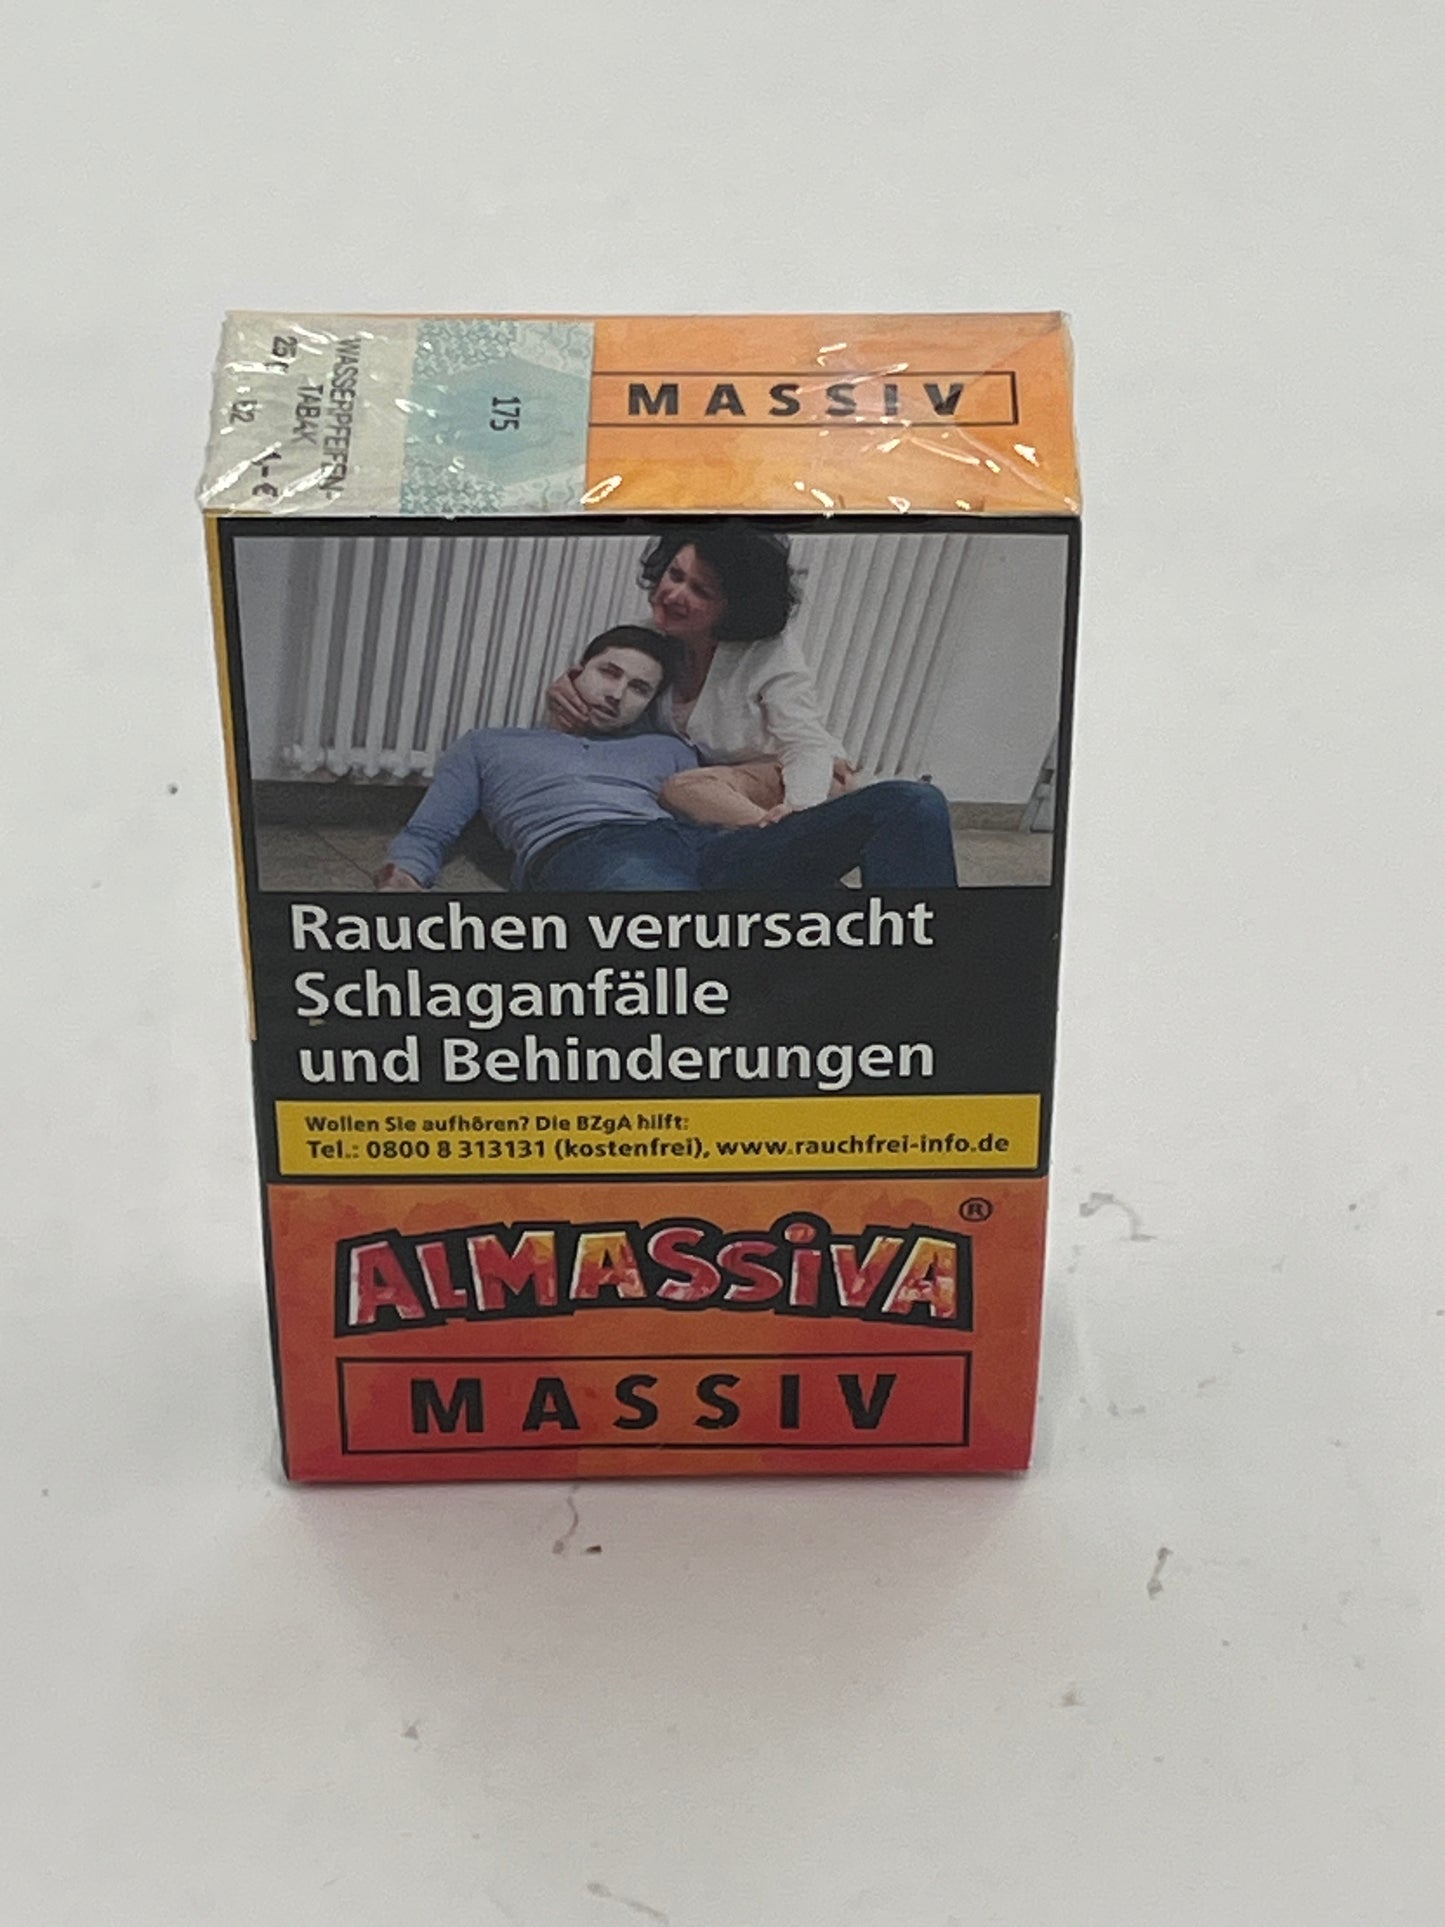 WASSERPFEIFEN-
TABAK
25 g
175
MASSIV
Rauchen verursacht
Schlaganfälle
und Behinderungen
Wollen Sie aufhören? Die BZgA hilft:
Tel.: 0800 8 313131 (kostenfrei), www.rauchfrei-info.de
ALMASSiVA®
MASSIV